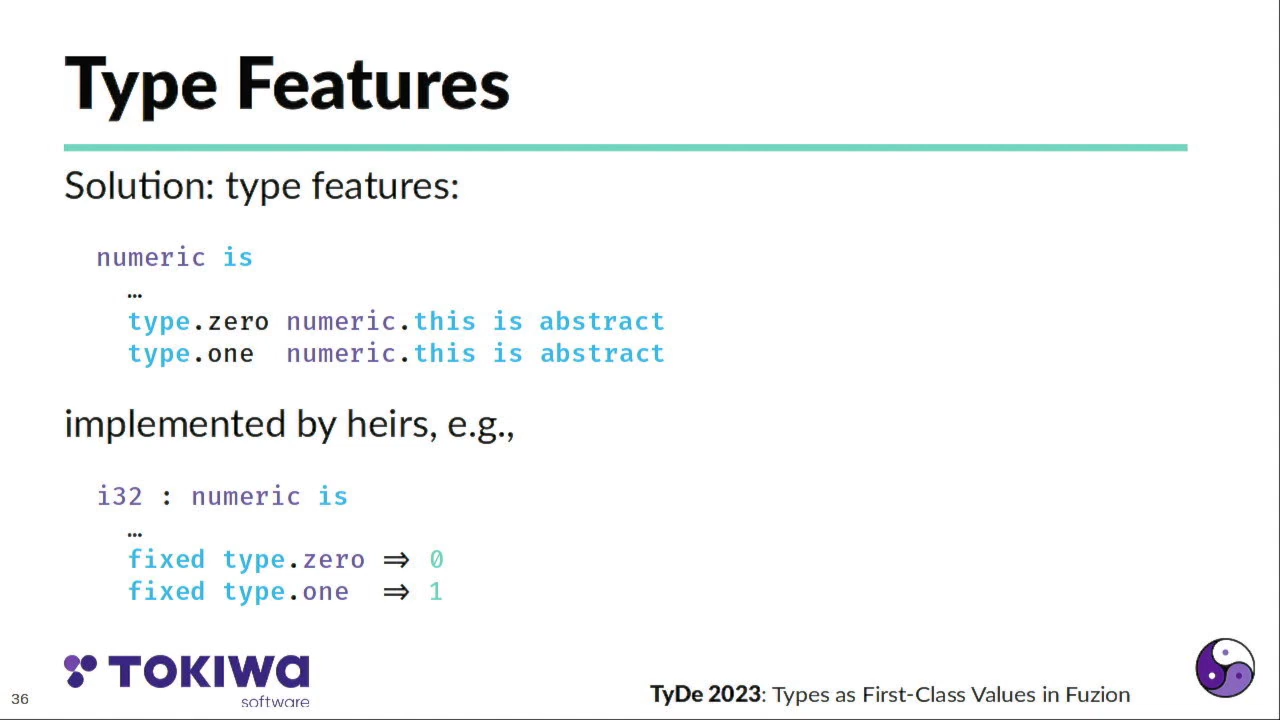 Type Features
Solution: type features:
numeric is
…
type.zero numeric.this is abstract
type.one  numeric.this is abstract
implemented by heirs, e.g.,
i32 : numeric is
…
fixed type.zero => 0
fixed type.one  => 1
TOKIWA
software
36
TyDe 2023: Types as First-Class Values in Fuzion